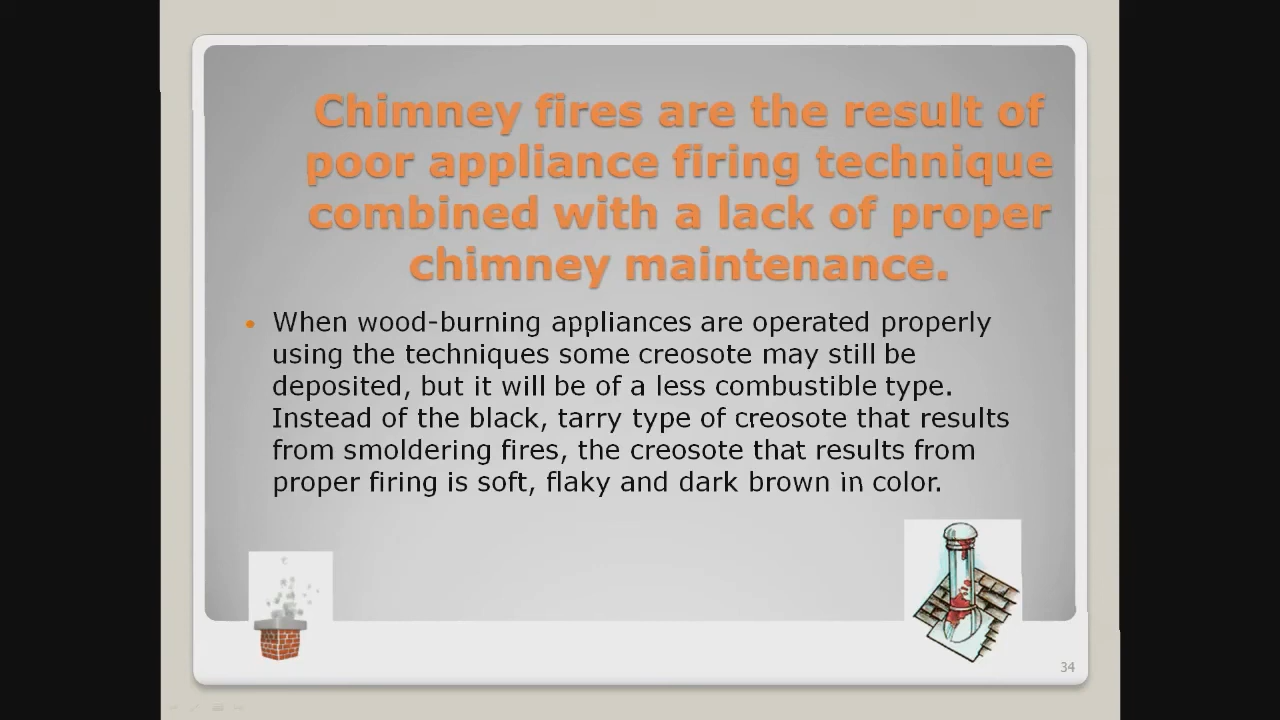 Chimney fires are the result of
poor appliance firing technique
combined with a lack of proper
chimney maintenance.
• When wood-burning appliances are operated properly
using the techniques some creosote may still be
deposited, but it will be of a less combustible type.
Instead of the black, tarry type of creosote that results
from smoldering fires, the creosote that results from
proper firing is soft, flaky and dark brown in color.
34